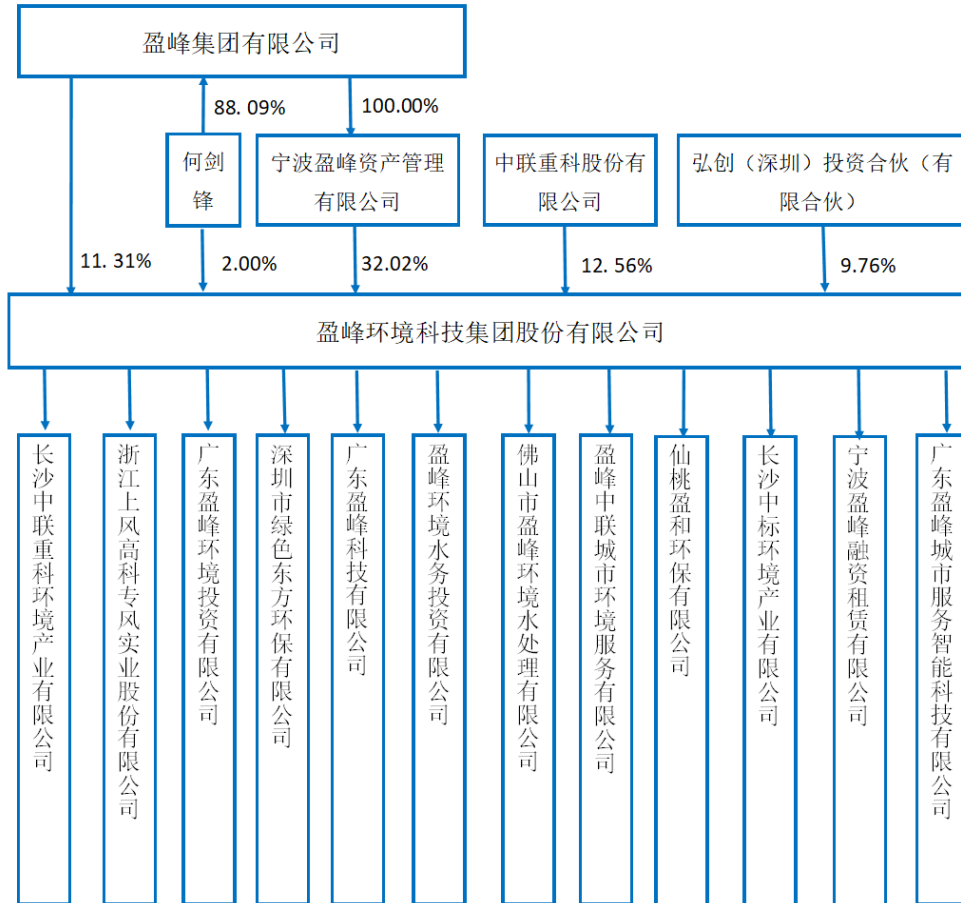 盈峰集团有限公司
88. 09%
100.00%
何剑
锋
宁波盈峰资产管理
有限公司
中联重科股份有
限公司
弘创（深圳）投资合伙（有
限合伙）
11. 31%
2.00%
32.02%
12. 56%
9.76%
盈峰环境科技集团股份有限公司
长沙中联重科环境产业有限公司
浙江上风高科专风实业股份有限公司
广东盈峰环境投资有限公司
深圳市绿色东方环保有限公司
广东盈峰科技有限公司
盈峰环境水务投资有限公司
佛山市盈峰环境水处理有限公司
盈峰中联城市环境服务有限公司
仙桃盈和环保有限公司
长沙中标环境产业有限公司
宁波盈峰融资租赁有限公司
广东盈峰城市服务智能科技有限公司